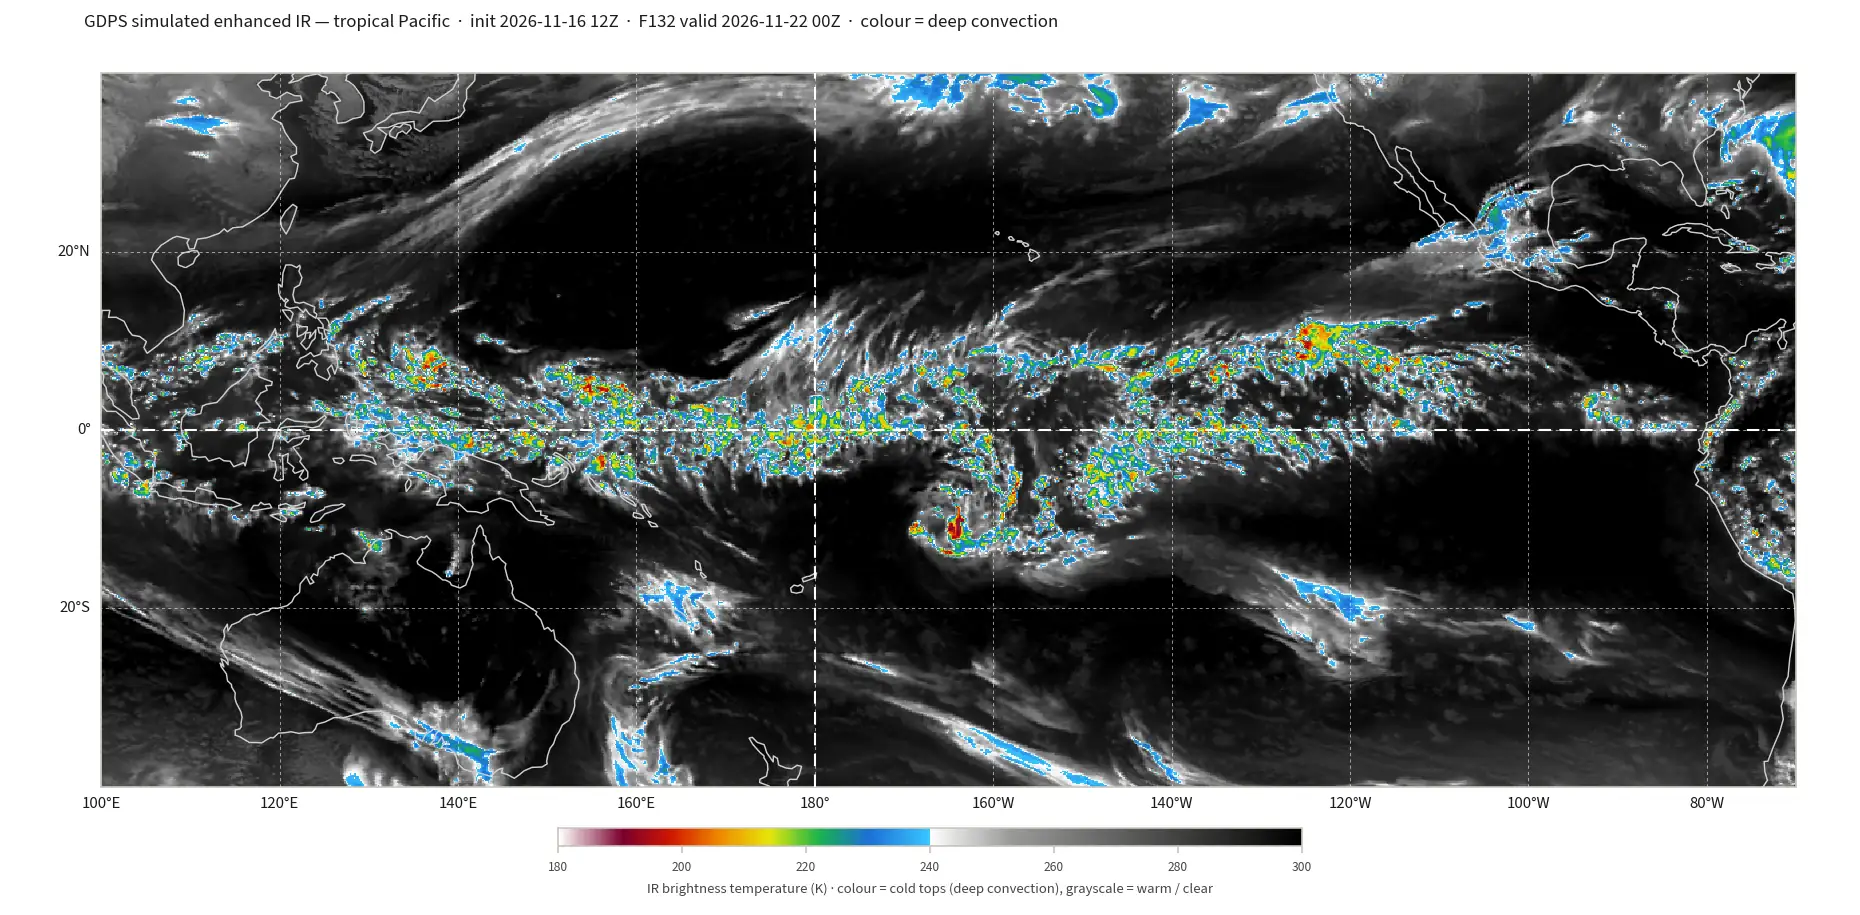 GDPS simulated enhanced IR — tropical Pacific · init 2026-11-16 12Z · F132 valid 2026-11-22 00Z · colour = deep convection
20°N
0°
20°S
100°E 120°E 140°E 160°E 180° 160°W 140°W 120°W 100°W 80°W
180 200 220 240 260 280 300
IR brightness temperature (K) · colour = cold tops (deep convection), grayscale = warm / clear